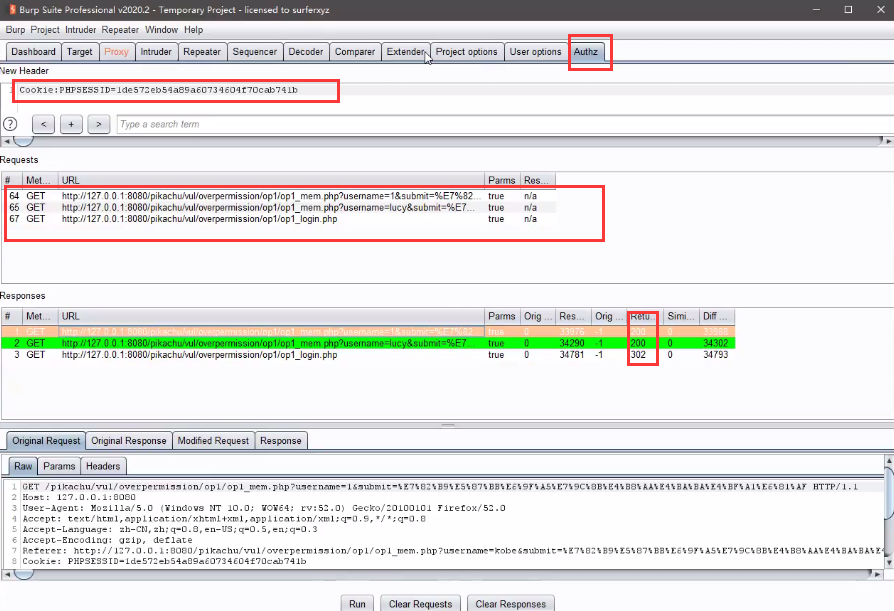 Burp Suite Professional v2020.2 - Temporary Project - licensed to surferxyz
Burp Project Intruder Repeater Window Help
Dashboard Target Proxy Intruder Repeater Sequencer Decoder Comparer Extender Project options User options Authz
New Header
Cookie:PHPSESSID=1de572eb54a89a60734604f70cab741b
? < + > Type a search term
Requests
# Met... URL Parms Res...
64 GET http://127.0.0.1:8080/pikachu/vul/overpermission/op1/op1_mem.php?username=1&submit=%E7%82...  true n/a
65 GET http://127.0.0.1:8080/pikachu/vul/overpermission/op1/op1_mem.php?username=lucy&submit=%E7... true n/a
67 GET http://127.0.0.1:8080/pikachu/vul/overpermission/op1/op1_login.php true n/a
Responses
# Met... URL Parms Orig ... Res... Orig ... Retu... Simi... Diff ...
1 GET http://127.0.0.1:8080/pikachu/vul/overpermission/op1/op1_mem.php?username=1&submit=%E7%82... true 0 33976 -1 200 0 33988
2 GET http://127.0.0.1:8080/pikachu/vul/overpermission/op1/op1_mem.php?username=lucy&submit=%E7... true 0 34290 -1 200 0 34302
3 GET http://127.0.0.1:8080/pikachu/vul/overpermission/op1/op1_login.php true 0 34781 -1 302 0 34793
Original Request Original Response Modified Request Response
Raw Params Headers
1 GET /pikachu/vul/overpermission/op1/op1_mem.php?username=1&submit=%E7%82%B9%E5%87%BB%E6%9F%A5%E7%9C%8B%E4%B8%AA%E4%BA%BA%E4%BF%A1%E6%81%AF HTTP/1.1
2 Host: 127.0.0.1:8080
3 User-Agent: Mozilla/5.0 (Windows NT 10.0; WOW64; rv:52.0) Gecko/20100101 Firefox/52.0
4 Accept: text/html,application/xhtml+xml,application/xml;q=0.9,*/*;q=0.8
5 Accept-Language: zh-CN,zh;q=0.8,en-US;q=0.5,en;q=0.3
6 Accept-Encoding: gzip, deflate
7 Referer: http://127.0.0.1:8080/pikachu/vul/overpermission/op1/op1_mem.php?username=kobe&submit=%E7%82%B9%E5%87%BB%E6%9F%A5%E7%9C%8B%E4%B8%AA%E4%BA%BA%E4
8 Cookie: PHPSESSID=1de572eb54a89a60734604f70cab741b
Run Clear Requests Clear Responses